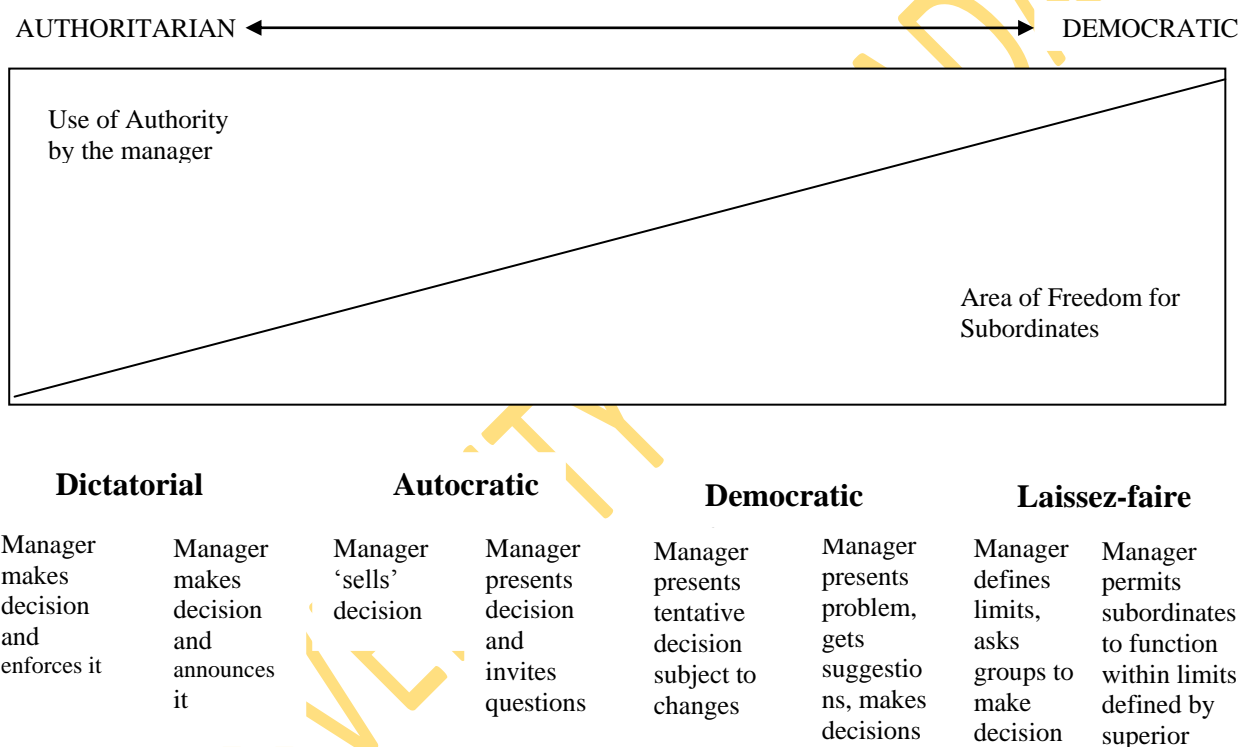 AUTHORITARIAN DEMOCRATIC
Use of Authority
by the manager
Area of Freedom for
Subordinates
Dictatorial
Autocratic
Democratic
Laissez-faire
Manager
makes
decision
and
enforces it
Manager
makes
decision
and
announces
it
Manager
‘sells’
decision
Manager
presents
decision
and
invites
questions
Manager
presents
tentative
decision
subject to
changes
Manager
presents
problem,
gets
suggestio
ns, makes
decisions
Manager
defines
limits,
asks
groups to
make
decision
Manager
permits
subordinates
to function
within limits
defined by
superior